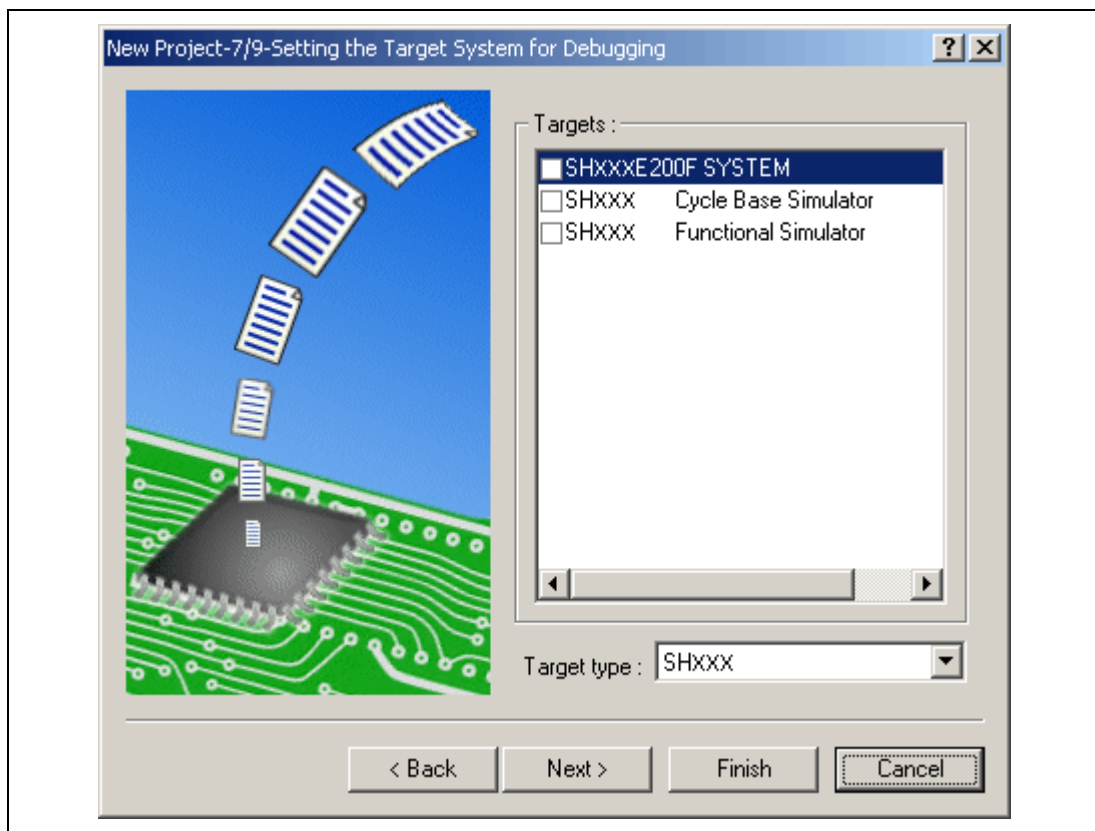 New Project-7/9-Setting the Target System for Debugging
Targets :
SHXXXE200F SYSTEM
SHXXX Cycle Base Simulator
SHXXX Functional Simulator
Target type : SHXXX
< Back Next > Finish Cancel